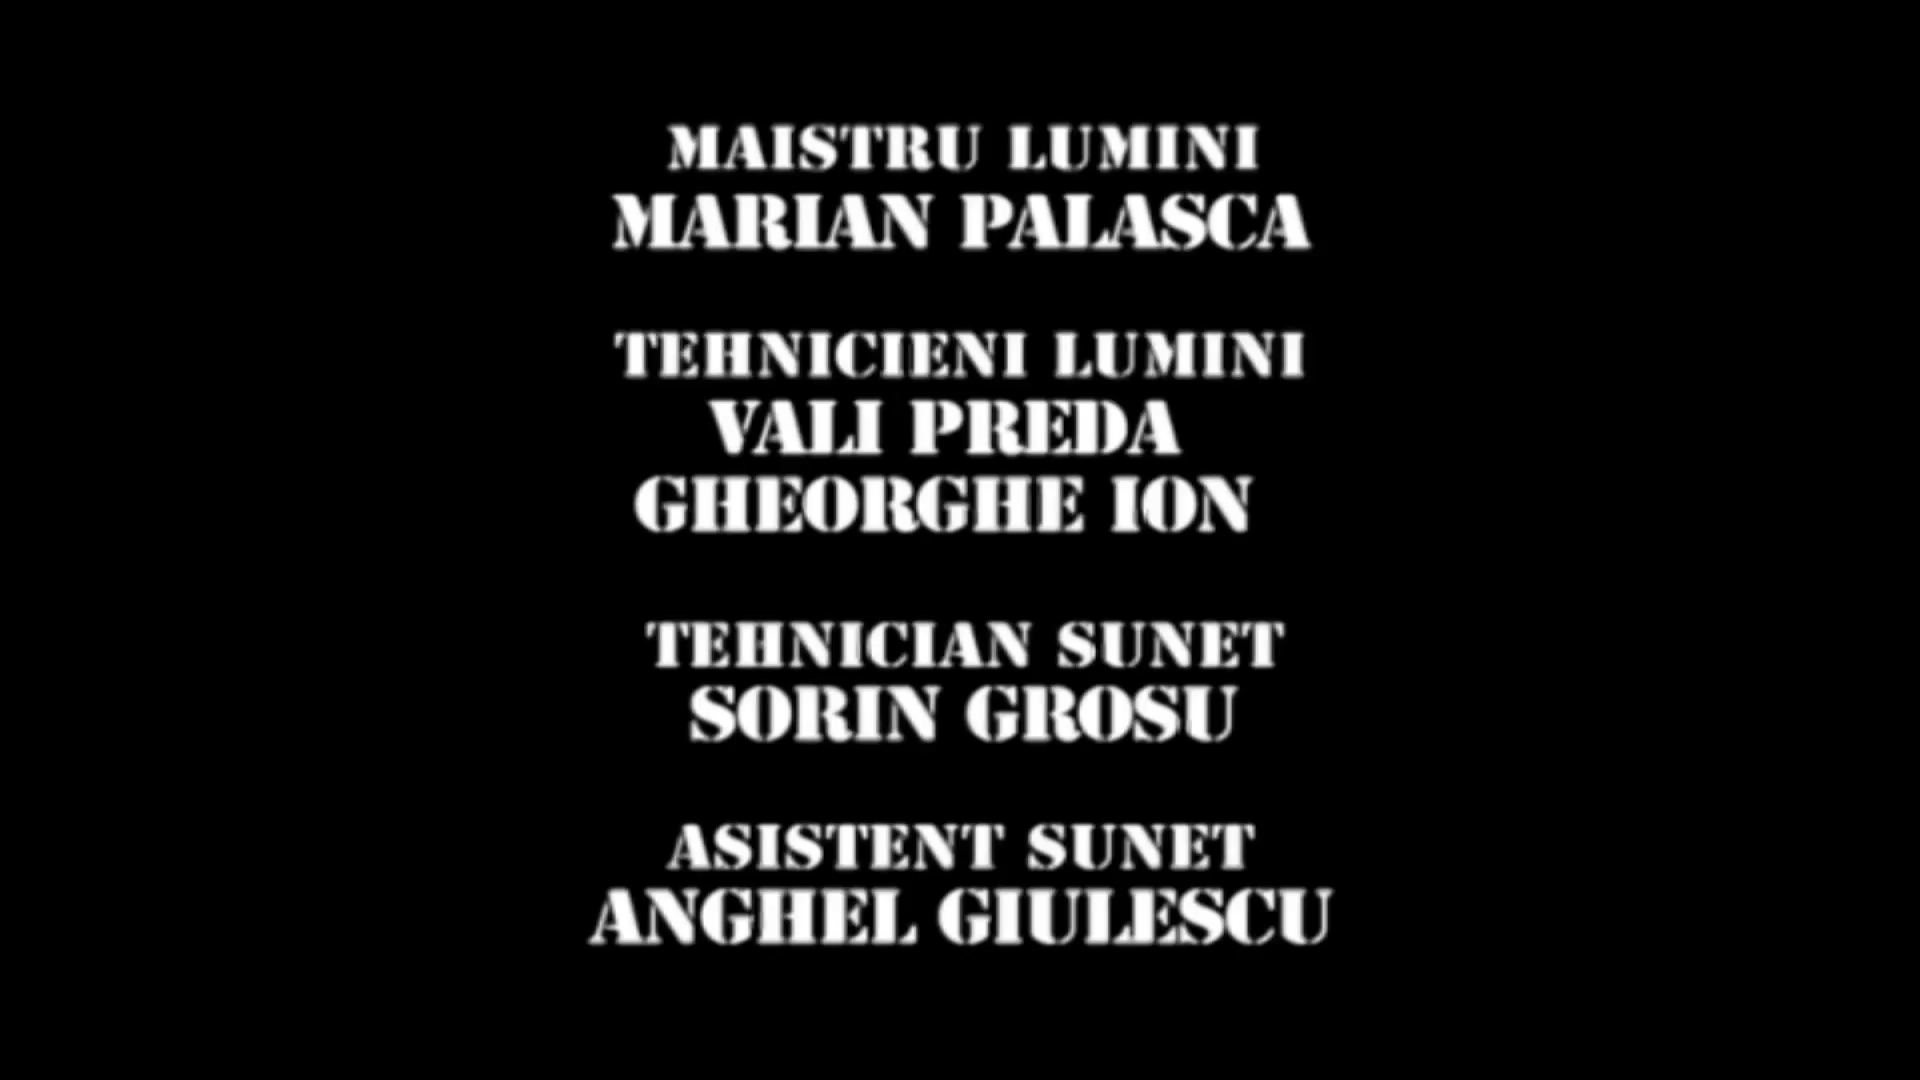 MAISTRU LUMINI
MARIAN PALASCA
TEHNICIENI LUMINI
VALI PREDA
GHEORGHE ION
TEHNICIAN SUNET
SORIN GROSU
ASISTENT SUNET
ANGHEL GIULESCU